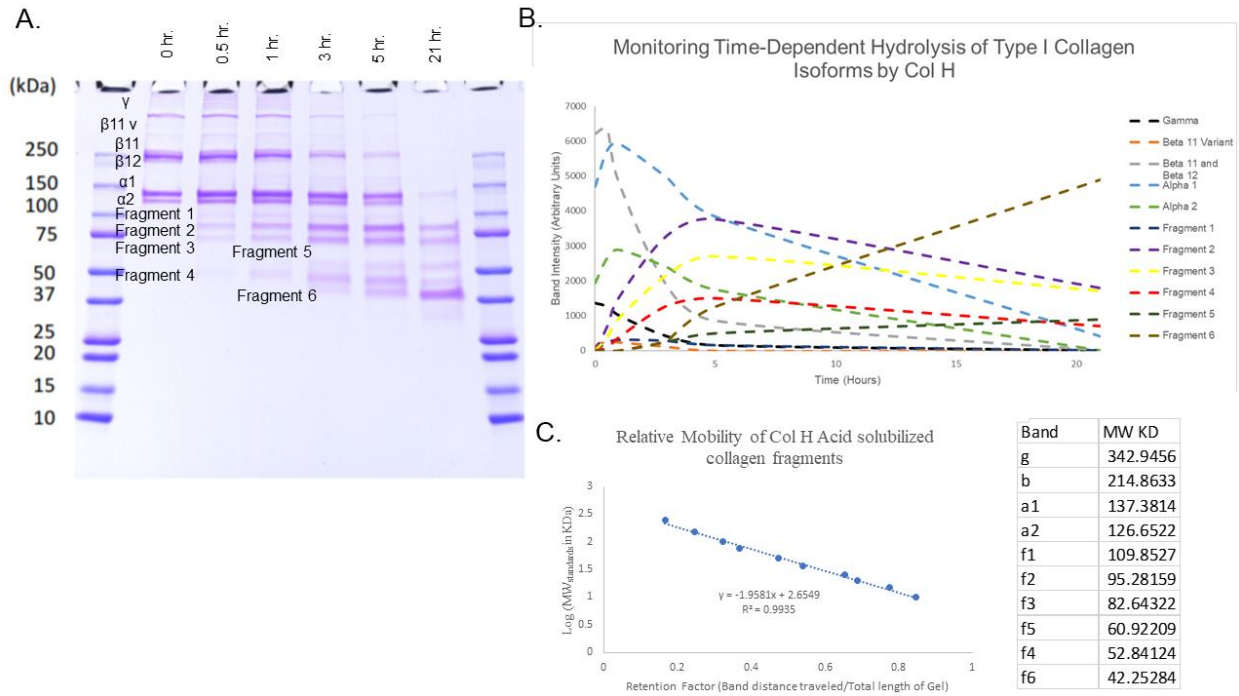 A.
0 hr.
0.5 hr.
1 hr.
3 hr.
5 hr.
21 hr.
(kDa)
250
150
100
75
50
37
25
20
15
10
γ
β11 v
β11
β12
α1
α2
Fragment 1
Fragment 2
Fragment 3
Fragment 4
Fragment 5
Fragment 6
B.
Monitoring Time-Dependent Hydrolysis of Type I Collagen
Isoforms by Col H
Band Intensity (Arbitrary Units)
7000
6000
5000
4000
3000
2000
1000
0
0
5
10
15
20
Time (Hours)
Gamma
Beta 11 Variant
Beta 11 and
Beta 12
Alpha 1
Alpha 2
Fragment 1
Fragment 2
Fragment 3
Fragment 4
Fragment 5
Fragment 6
C.
Relative Mobility of Col H Acid solubilized
collagen fragments
Log (MWstandards in KDa)
3
2.5
2
1.5
1
0.5
0
y = -1.9581x + 2.6549
R² = 0.9935
0
0.2
0.4
0.6
0.8
1
Retention Factor (Band distance traveled/Total length of Gel)
Band MW KD
g 342.9456
b 214.8633
a1 137.3814
a2 126.6522
f1 109.8527
f2 95.28159
f3 82.64322
f5 60.92209
f4 52.84124
f6 42.25284